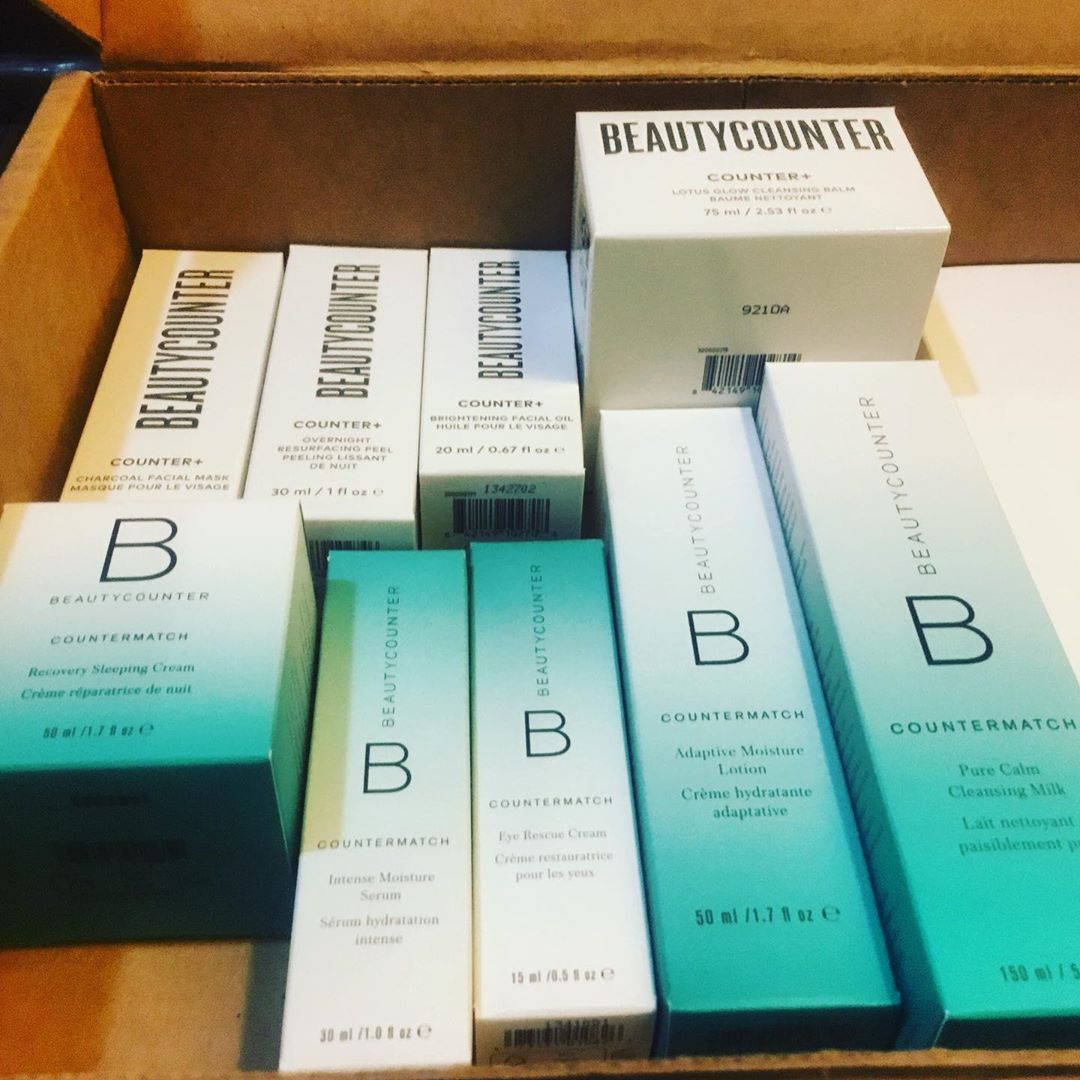 BEAUTYCOUNTER
COUNTER+
LOTUS GLOW CLEANSING BALM
BAUME NETTOYANT
75 ml / 2.53 fl oz e
9210A
BEAUTYCOUNTER
COUNTER+
CHARCOAL FACIAL MASK
MASQUE POUR LE VISAGE
BEAUTYCOUNTER
COUNTER+
OVERNIGHT
RESURFACING PEEL
PEELING LISSANT
DE NUIT
30 ml / 1 fl oz e
BEAUTYCOUNTER
COUNTER+
BRIGHTENING FACIAL OIL
HUILE POUR LE VISAGE
20 ml / 0.67 fl oz e
1342702
B
BEAUTYCOUNTER
COUNTERMATCH
Recovery Sleeping Cream
Crème réparatrice de nuit
50 ml /1.7 fl oz e
BEAUTYCOUNTER
B
COUNTERMATCH
Intense Moisture
Serum
Sérum hydratation
intense
30 ml /1.0 fl oz e
BEAUTYCOUNTER
B
COUNTERMATCH
Eye Rescue Cream
Crème restauratrice
pour les yeux
15 ml /0.5 fl oz e
BEAUTYCOUNTER
B
COUNTERMATCH
Adaptive Moisture
Lotion
Crème hydratante
adaptative
50 ml /1.7 fl oz e
BEAUTYCOUNTER
B
COUNTERMATCH
Pure Calm
Cleansing Milk
Lait nettoyant
paisiblement
150 ml / 5